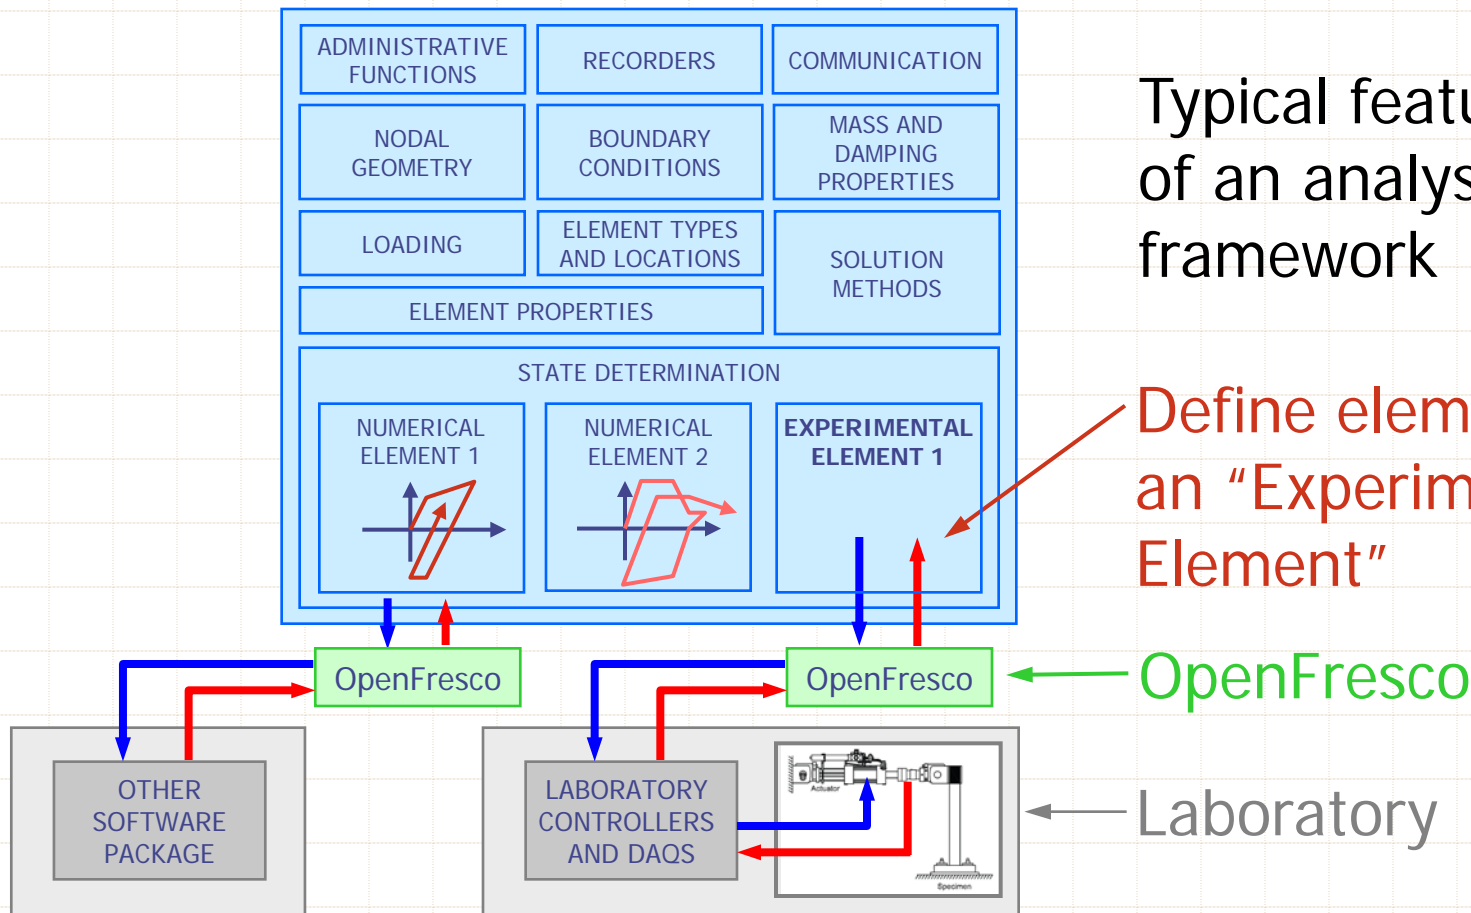 ADMINISTRATIVE
FUNCTIONS
RECORDERS
COMMUNICATION
NODAL
GEOMETRY
BOUNDARY
CONDITIONS
MASS AND
DAMPING
PROPERTIES
LOADING
ELEMENT TYPES
AND LOCATIONS
SOLUTION
METHODS
ELEMENT PROPERTIES
STATE DETERMINATION
NUMERICAL
ELEMENT 1
NUMERICAL
ELEMENT 2
EXPERIMENTAL
ELEMENT 1
OpenFresco
OpenFresco
OTHER
SOFTWARE
PACKAGE
LABORATORY
CONTROLLERS
AND DAQS
Actuator
Specimen
Typical featu
of an analys
framework
Define elem
an “Experim
Element”
OpenFresco
Laboratory